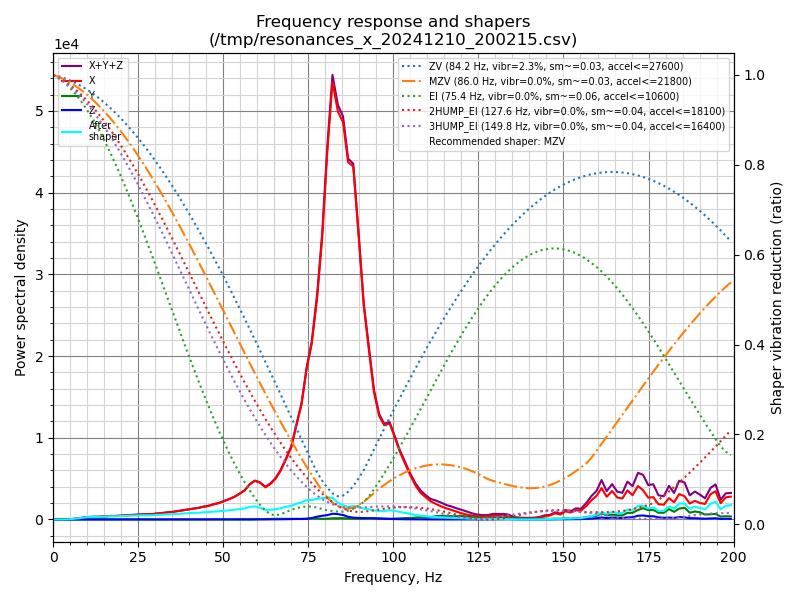 Frequency response and shapers
(/tmp/resonances_x_20241210_200215.csv)
1e4
X+Y+Z
X
Y
Z
After
shaper
ZV (84.2 Hz, vibr=2.3%, sm~=0.03, accel<=27600)
MZV (86.0 Hz, vibr=0.0%, sm~=0.03, accel<=21800)
EI (75.4 Hz, vibr=0.0%, sm~=0.06, accel<=10600)
2HUMP_EI (127.6 Hz, vibr=0.0%, sm~=0.04, accel<=18100)
3HUMP_EI (149.8 Hz, vibr=0.0%, sm~=0.04, accel<=16400)
Recommended shaper: MZV
Power spectral density
5
4
3
2
1
0
1.0
0.8
0.6
0.4
0.2
0.0
Shaper vibration reduction (ratio)
0 25 50 75 100 125 150 175 200
Frequency, Hz